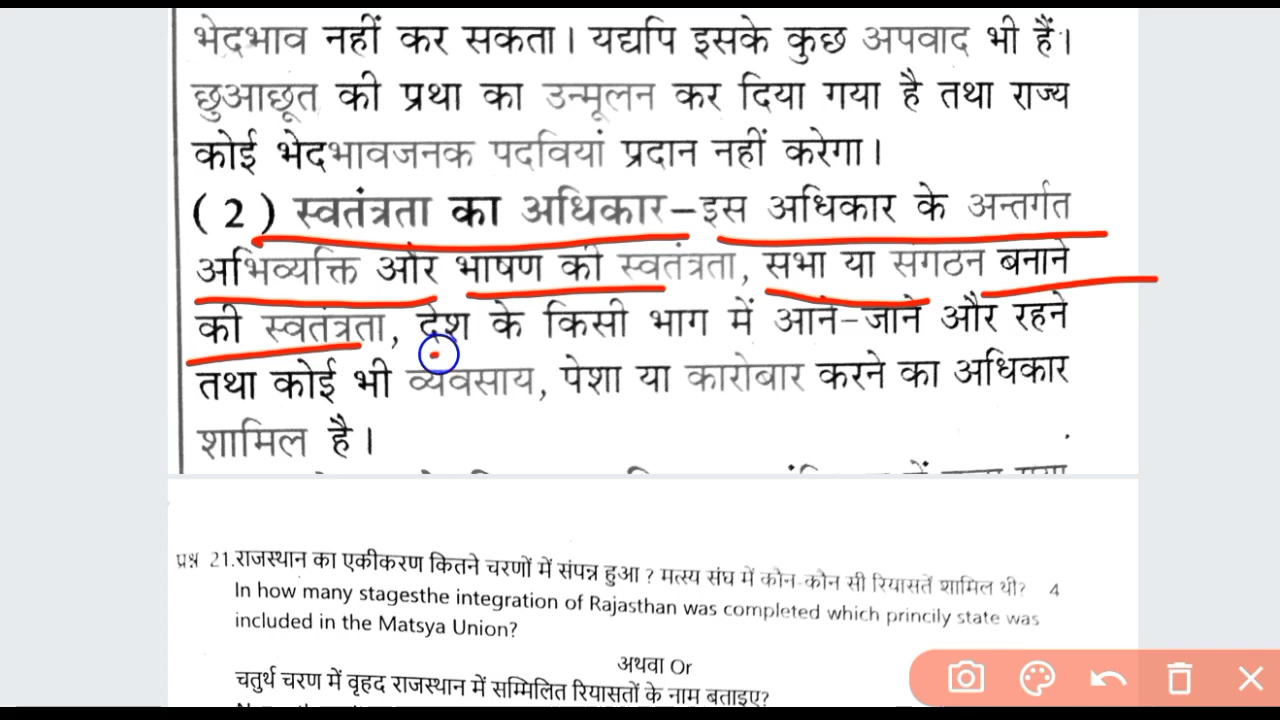 भेदभाव नहीं कर सकता। यद्यपि इसके कुछ अपवाद भी हैं।
छुआछूत की प्रथा का उन्मूलन कर दिया गया है तथा राज्य
कोई भेदभावजनक पदवियां प्रदान नहीं करेगा।
(2) स्वतंत्रता का अधिकार–इस अधिकार के अन्तर्गत
अभिव्यक्ति और भाषण की स्वतंत्रता, सभा या संगठन बनाने
की स्वतंत्रता, देश के किसी भाग में आने-जाने और रहने
तथा कोई भी व्यवसाय, पेशा या कारोबार करने का अधिकार
शामिल है।
प्रश्न 21.राजस्थान का एकीकरण कितने चरणों में संपन्न हुआ ? मत्स्य संघ में कौन-कौन सी रियासतें शामिल थी? 4
In how many stagesthe integration of Rajasthan was completed which princily state was
included in the Matsya Union?
अथवा Or
चतुर्थ चरण में वृहद राजस्थान में सम्मिलित रियासतों के नाम बताइए?